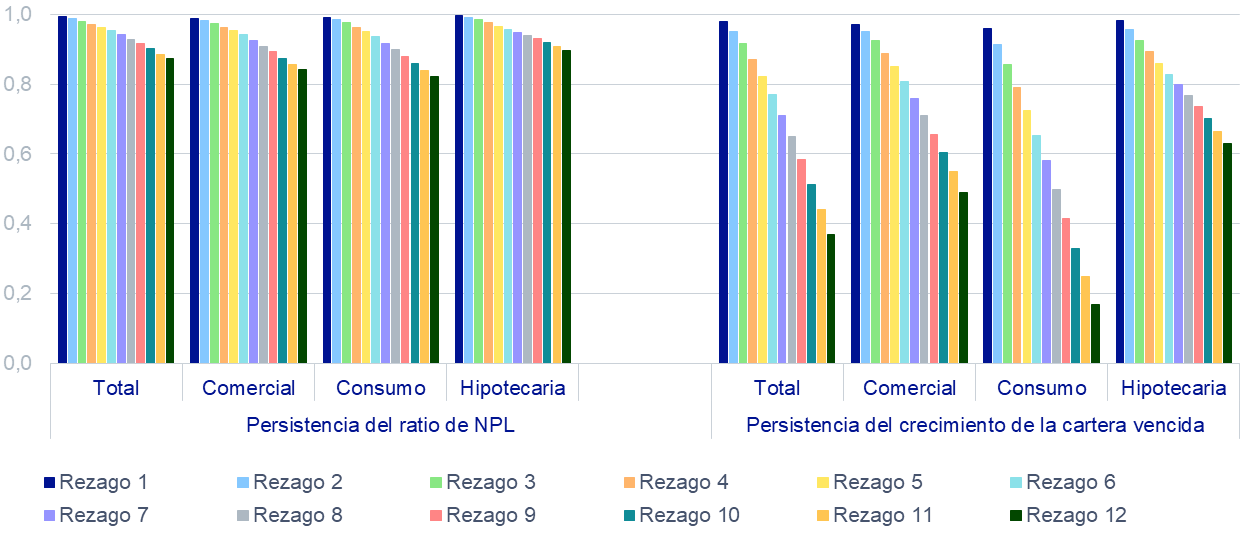 1,0
0,8
0,6
0,4
0,2
0,0
Total Comercial Consumo Hipotecaria Total Comercial Consumo Hipotecaria
Persistencia del ratio de NPL Persistencia del crecimiento de la cartera vencida
Rezago 1 Rezago 2 Rezago 3 Rezago 4 Rezago 5 Rezago 6
Rezago 7 Rezago 8 Rezago 9 Rezago 10 Rezago 11 Rezago 12